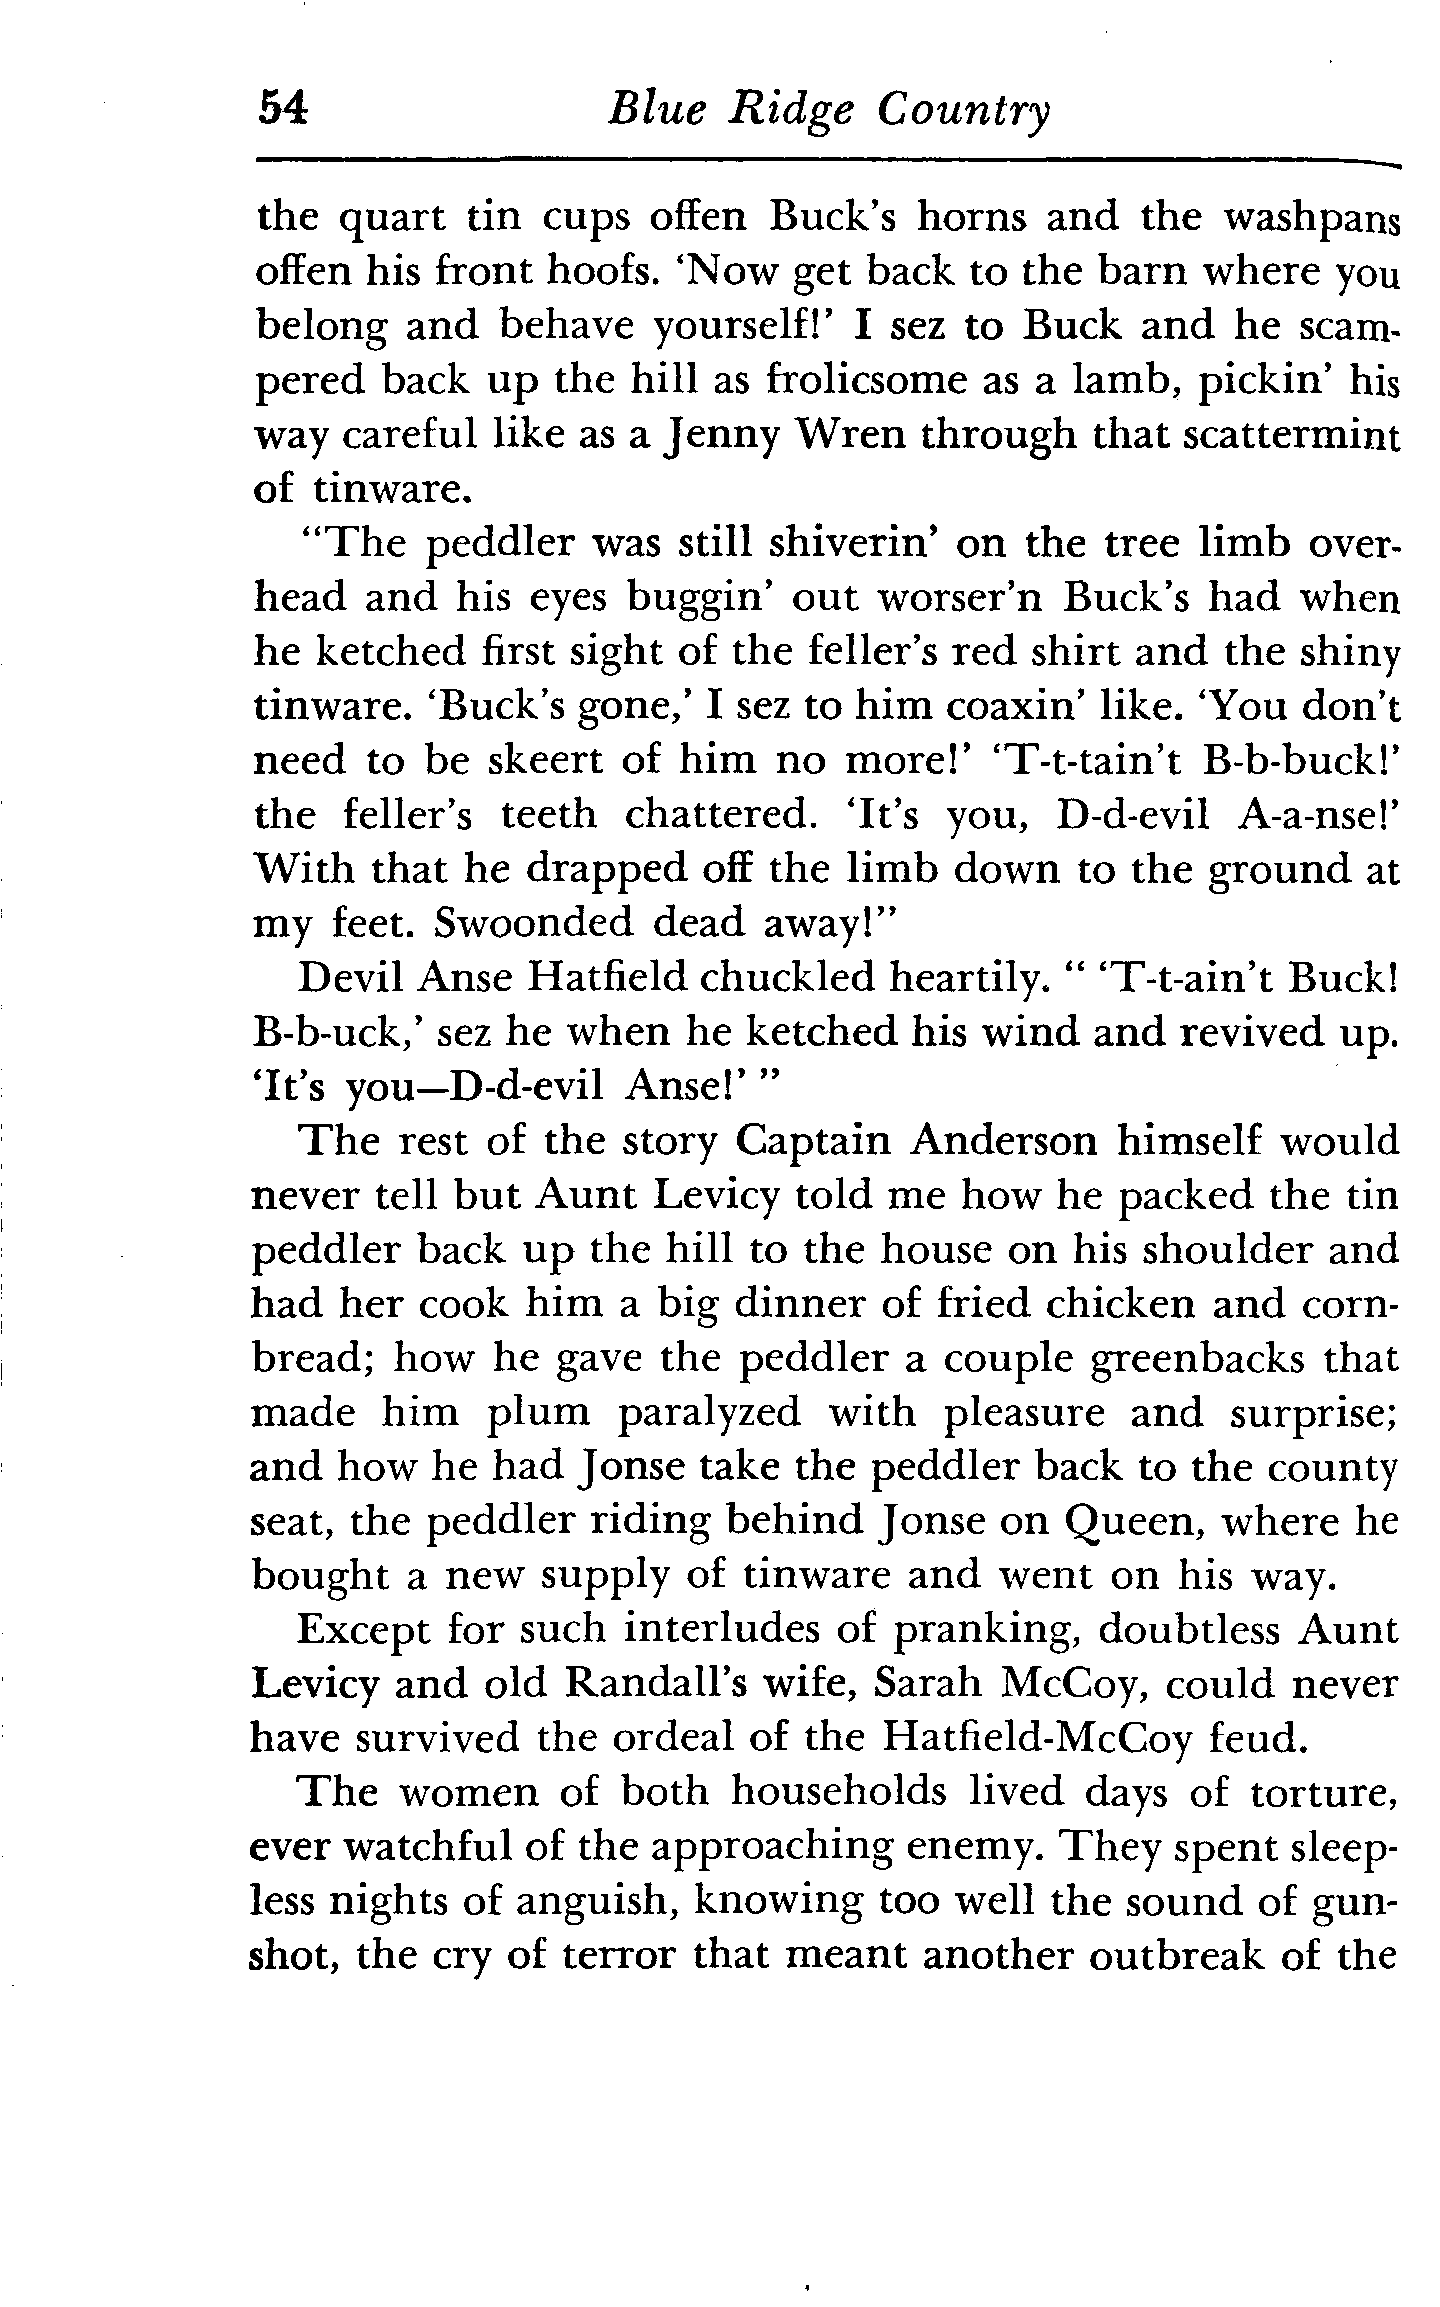 54 Blue Ridge Country
the quart tin cups offen Buck's horns and the washpans
offen his front hoofs. 'Now get back to the barn where you
belong and behave yourself!' I sez to Buck and he scam-
pered back up the hill as frolicsome as a lamb, pickin' his
way careful like as a Jenny Wren through that scattermint
of tinware.
"The peddler was still shiverin' on the tree limb over-
head and his eyes buggin' out worser'n Buck's had when
he ketched first sight of the feller's red shirt and the shiny
tinware. 'Buck's gone,' I sez to him coaxin' like. 'You don't
need to be skeert of him no more!' 'T-t-tain't B-b-buck!'
the feller's teeth chattered. 'It's you, D-d-evil A-a-nse!'
With that he drapped off the limb down to the ground at
my feet. Swoonded dead away!"
Devil Anse Hatfield chuckled heartily. " 'T-t-ain't Buck!
B-b-uck,' sez he when he ketched his wind and revived up.
'It's you—D-d-evil Anse!' "
The rest of the story Captain Anderson himself would
never tell but Aunt Levicy told me how he packed the tin
peddler back up the hill to the house on his shoulder and
had her cook him a big dinner of fried chicken and corn-
bread; how he gave the peddler a couple greenbacks that
made him plum paralyzed with pleasure and surprise;
and how he had Jonse take the peddler back to the county
seat, the peddler riding behind Jonse on Queen, where he
bought a new supply of tinware and went on his way.
Except for such interludes of pranking, doubtless Aunt
Levicy and old Randall's wife, Sarah McCoy, could never
have survived the ordeal of the Hatfield-McCoy feud.
The women of both households lived days of torture,
ever watchful of the approaching enemy. They spent sleep-
less nights of anguish, knowing too well the sound of gun-
shot, the cry of terror that meant another outbreak of the